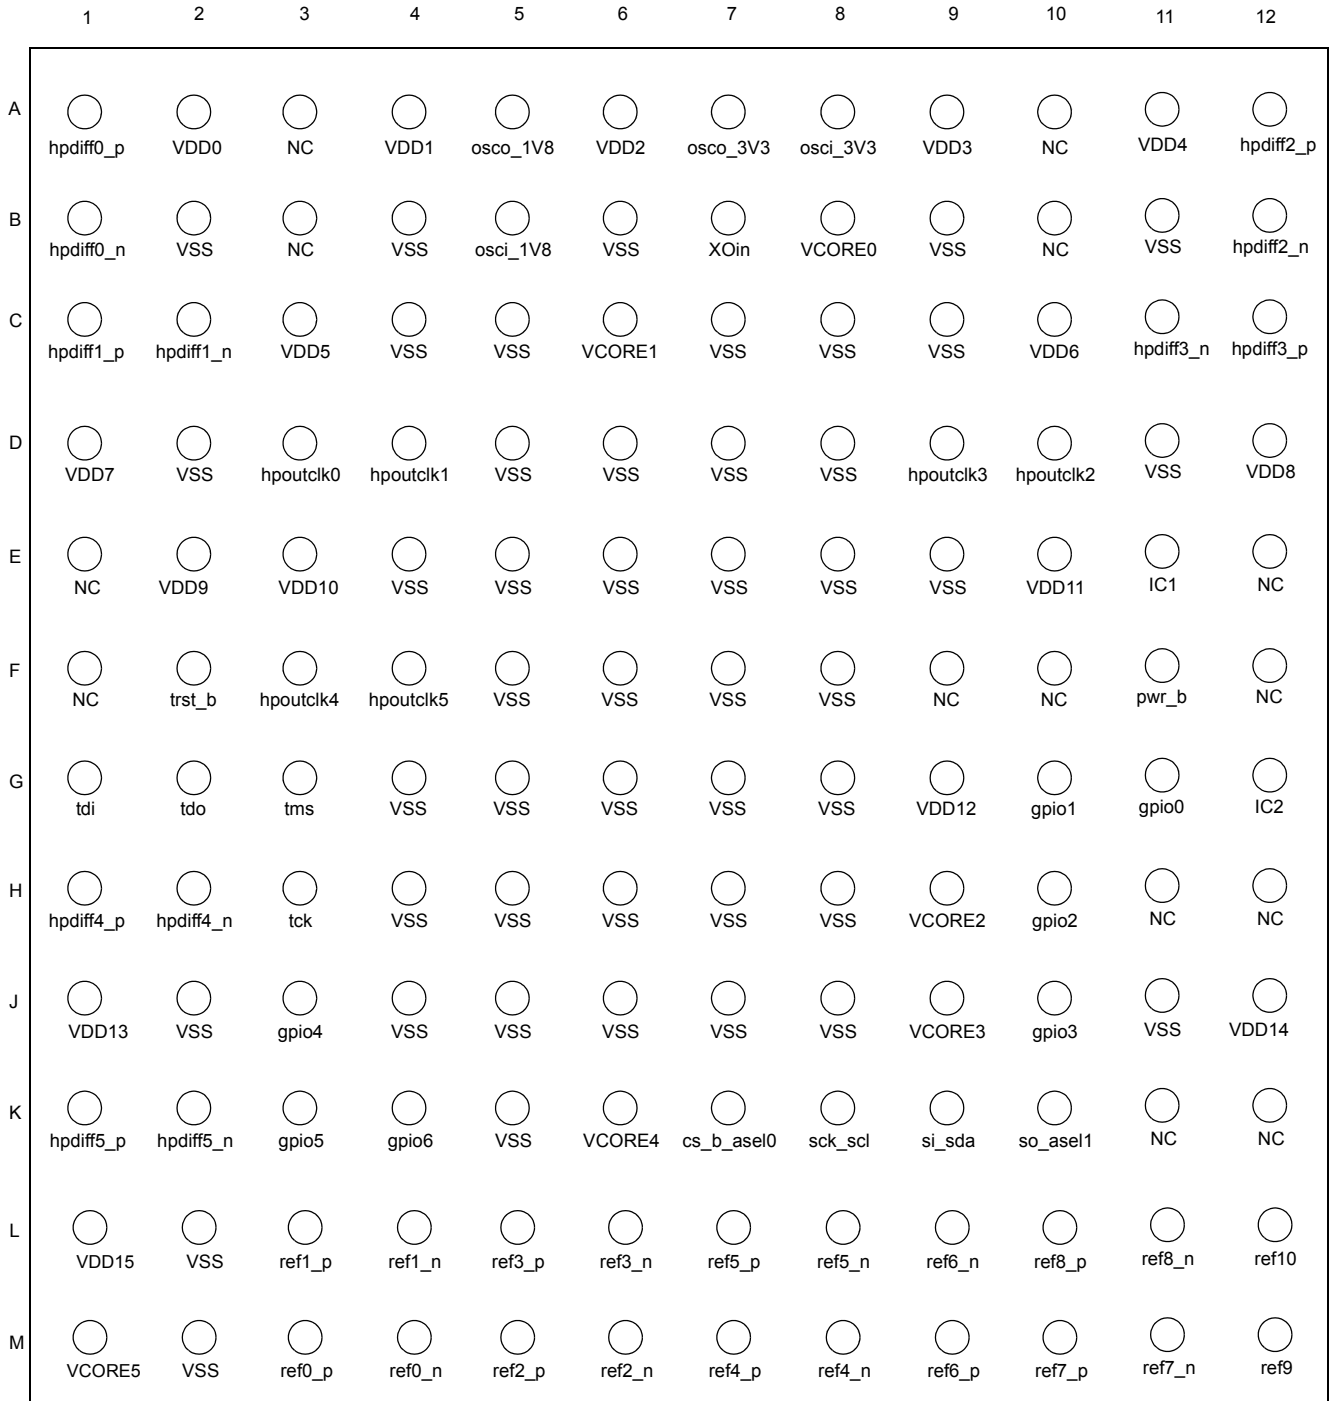 1 2 3 4 5 6 7 8 9 10 11 12
A
hpdiff0_p VDD0 NC VDD1 osco_1V8 VDD2 osco_3V3 osci_3V3 VDD3 NC VDD4 hpdiff2_p
B
hpdiff0_n VSS NC VSS osci_1V8 VSS XOin VCORE0 VSS NC VSS hpdiff2_n
C
hpdiff1_p hpdiff1_n VDD5 VSS VSS VCORE1 VSS VSS VSS VDD6 hpdiff3_n hpdiff3_p
D
VDD7 VSS hpoutclk0 hpoutclk1 VSS VSS VSS VSS hpoutclk3 hpoutclk2 VSS VDD8
E
NC VDD9 VDD10 VSS VSS VSS VSS VSS VSS VDD11 IC1 NC
F
NC trst_b hpoutclk4 hpoutclk5 VSS VSS VSS VSS NC NC pwr_b NC
G
tdi tdo tms VSS VSS VSS VSS VSS VDD12 gpio1 gpio0 IC2
H
hpdiff4_p hpdiff4_n tck VSS VSS VSS VSS VSS VCORE2 gpio2 NC NC
J
VDD13 VSS gpio4 VSS VSS VSS VSS VSS VCORE3 gpio3 VSS VDD14
K
hpdiff5_p hpdiff5_n gpio5 gpio6 VSS VCORE4 cs_b_asel0 sck_scl si_sda so_asel1 NC NC
L
VDD15 VSS ref1_p ref1_n ref3_p ref3_n ref5_p ref5_n ref6_n ref8_p ref8_n ref10
M
VCORE5 VSS ref0_p ref0_n ref2_p ref2_n ref4_p ref4_n ref6_p ref7_p ref7_n ref9